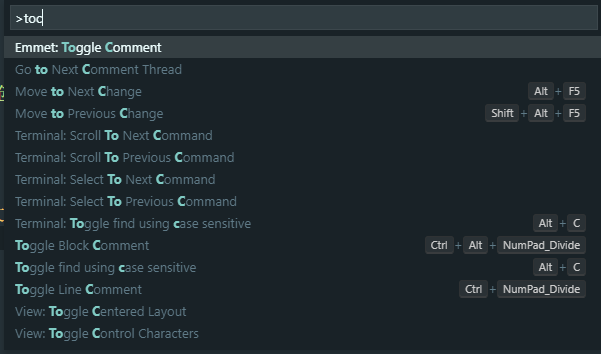 >toc
Emmet: Toggle Comment
Go to Next Comment Thread
Move to Next Change Alt + F5
Move to Previous Change Shift + Alt + F5
Terminal: Scroll To Next Command
Terminal: Scroll To Previous Command
Terminal: Select To Next Command
Terminal: Select To Previous Command
Terminal: Toggle find using case sensitive Alt + C
Toggle Block Comment Ctrl + Alt + NumPad_Divide
Toggle find using case sensitive Alt + C
Toggle Line Comment Ctrl + NumPad_Divide
View: Toggle Centered Layout
View: Toggle Control Characters